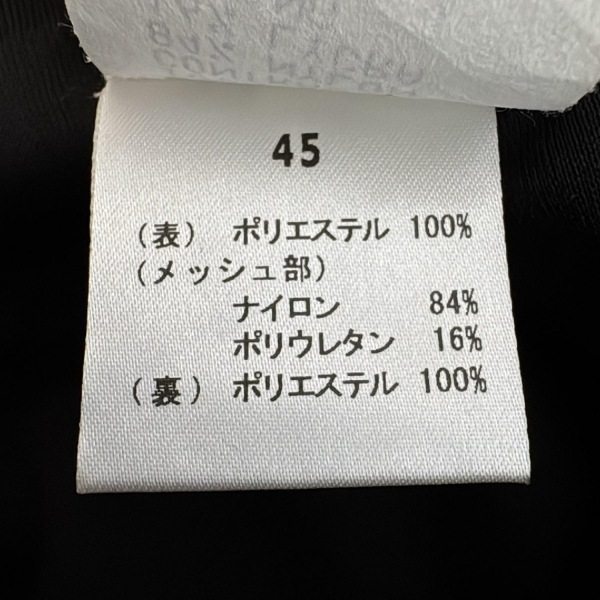 45
(表) ポリエステル 100%
(メッシュ部)
ナイロン 84%
ポリウレタン 16%
(裏) ポリエステル 100%